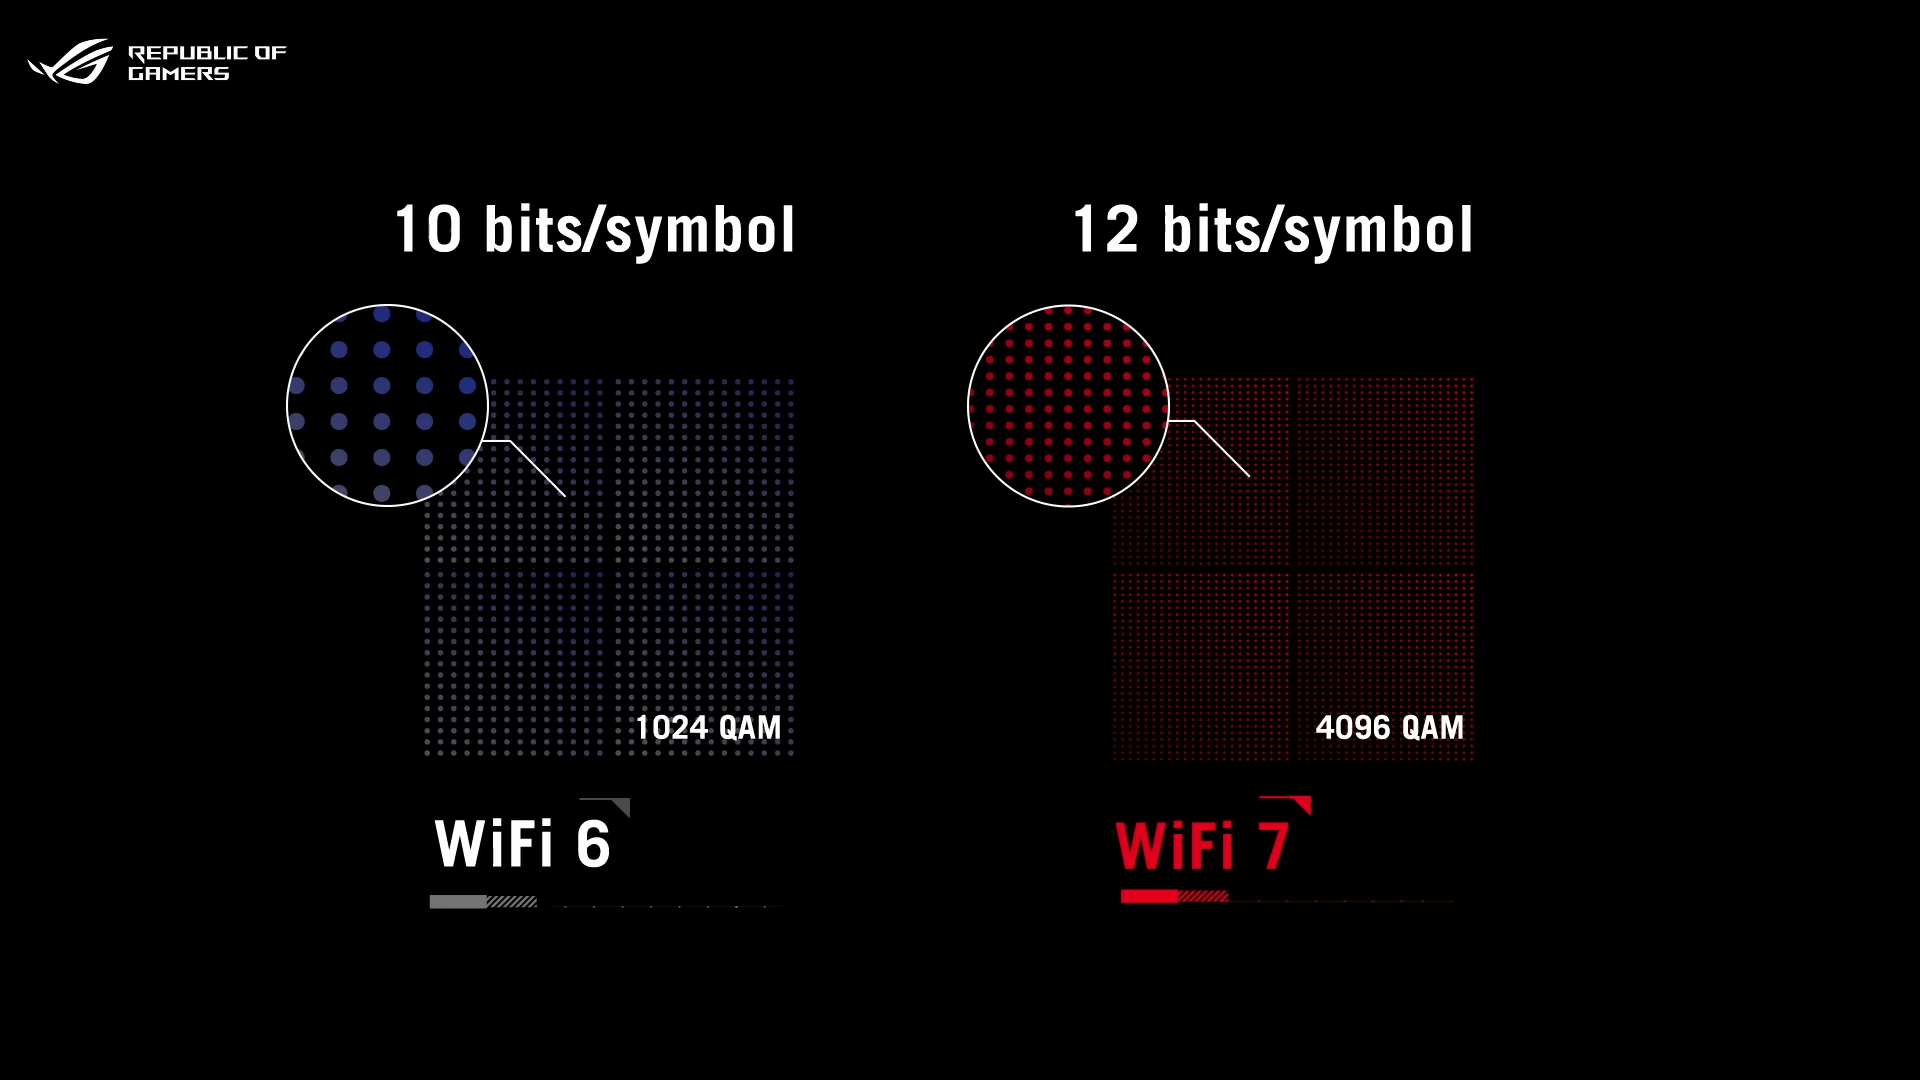 REPUBLIC OF
GAMERS
10 bits/symbol
12 bits/symbol
1024 QAM
4096 QAM
WiFi 6
WiFi 7